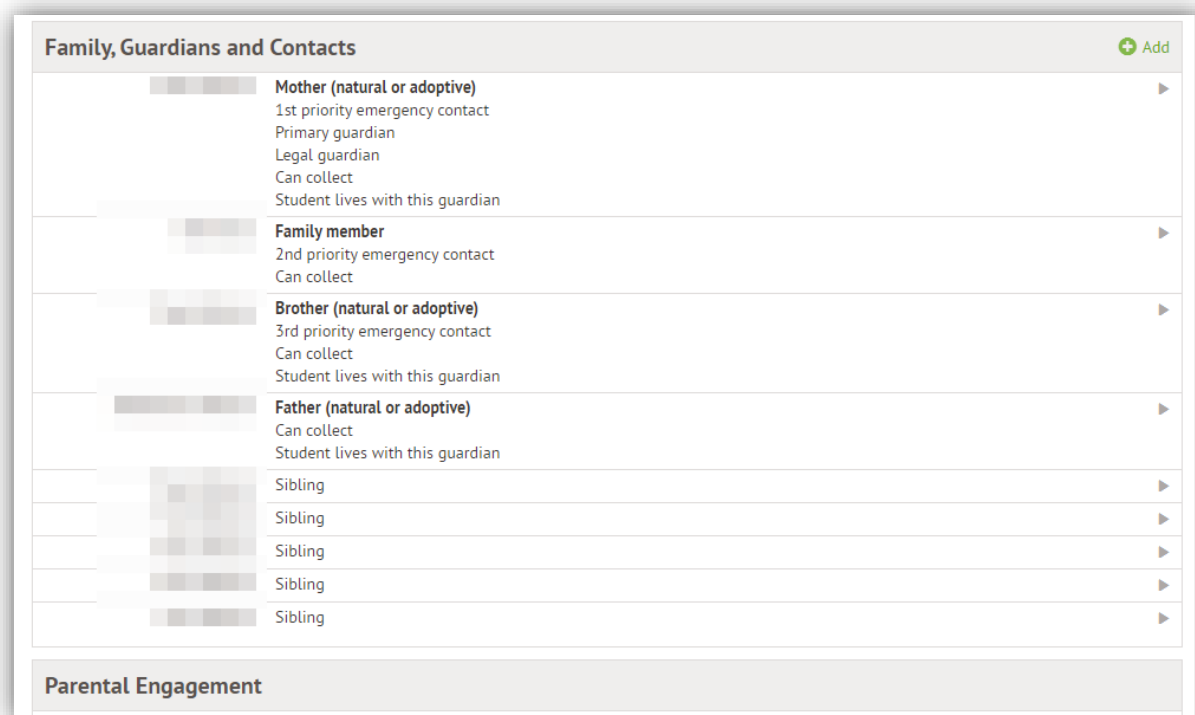 Family, Guardians and Contacts
Add
Mother (natural or adoptive)
1st priority emergency contact
Primary guardian
Legal guardian
Can collect
Student lives with this guardian
Family member
2nd priority emergency contact
Can collect
Brother (natural or adoptive)
3rd priority emergency contact
Can collect
Student lives with this guardian
Father (natural or adoptive)
Can collect
Student lives with this guardian
Sibling
Sibling
Sibling
Sibling
Sibling
Parental Engagement